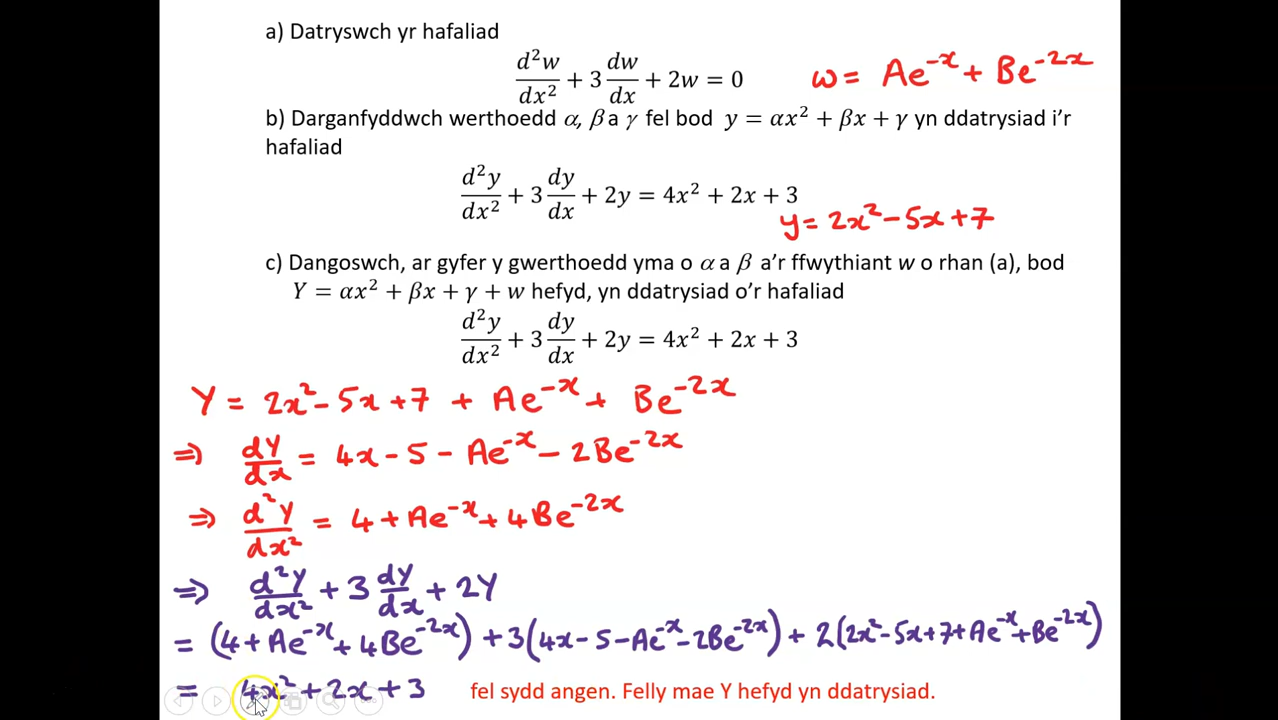 a) Datryswch yr hafaliad
d²w/dx² + 3 dw/dx + 2w = 0    w = Ae⁻ˣ + Be⁻²ˣ
b) Darganfyddwch werthoedd α, β a γ fel bod y = αx² + βx + γ yn ddatrysiad i’r
hafaliad
d²y/dx² + 3 dy/dx + 2y = 4x² + 2x + 3
y = 2x² − 5x + 7
c) Dangoswch, ar gyfer y gwerthoedd yma o α a β a’r ffwythiant w o rhan (a), bod
Y = αx² + βx + γ + w hefyd, yn ddatrysiad o’r hafaliad
d²y/dx² + 3 dy/dx + 2y = 4x² + 2x + 3
Y = 2x² − 5x + 7 + Ae⁻ˣ + Be⁻²ˣ
⇒ dY/dx = 4x − 5 − Ae⁻ˣ − 2Be⁻²ˣ
⇒ d²Y/dx² = 4 + Ae⁻ˣ + 4Be⁻²ˣ
⇒ d²Y/dx² + 3 dY/dx + 2Y
= (4 + Ae⁻ˣ + 4Be⁻²ˣ) + 3(4x − 5 − Ae⁻ˣ − 2Be⁻²ˣ) + 2(2x² − 5x + 7 + Ae⁻ˣ + Be⁻²ˣ)
= 4x² + 2x + 3    fel sydd angen. Felly mae Y hefyd yn ddatrysiad.